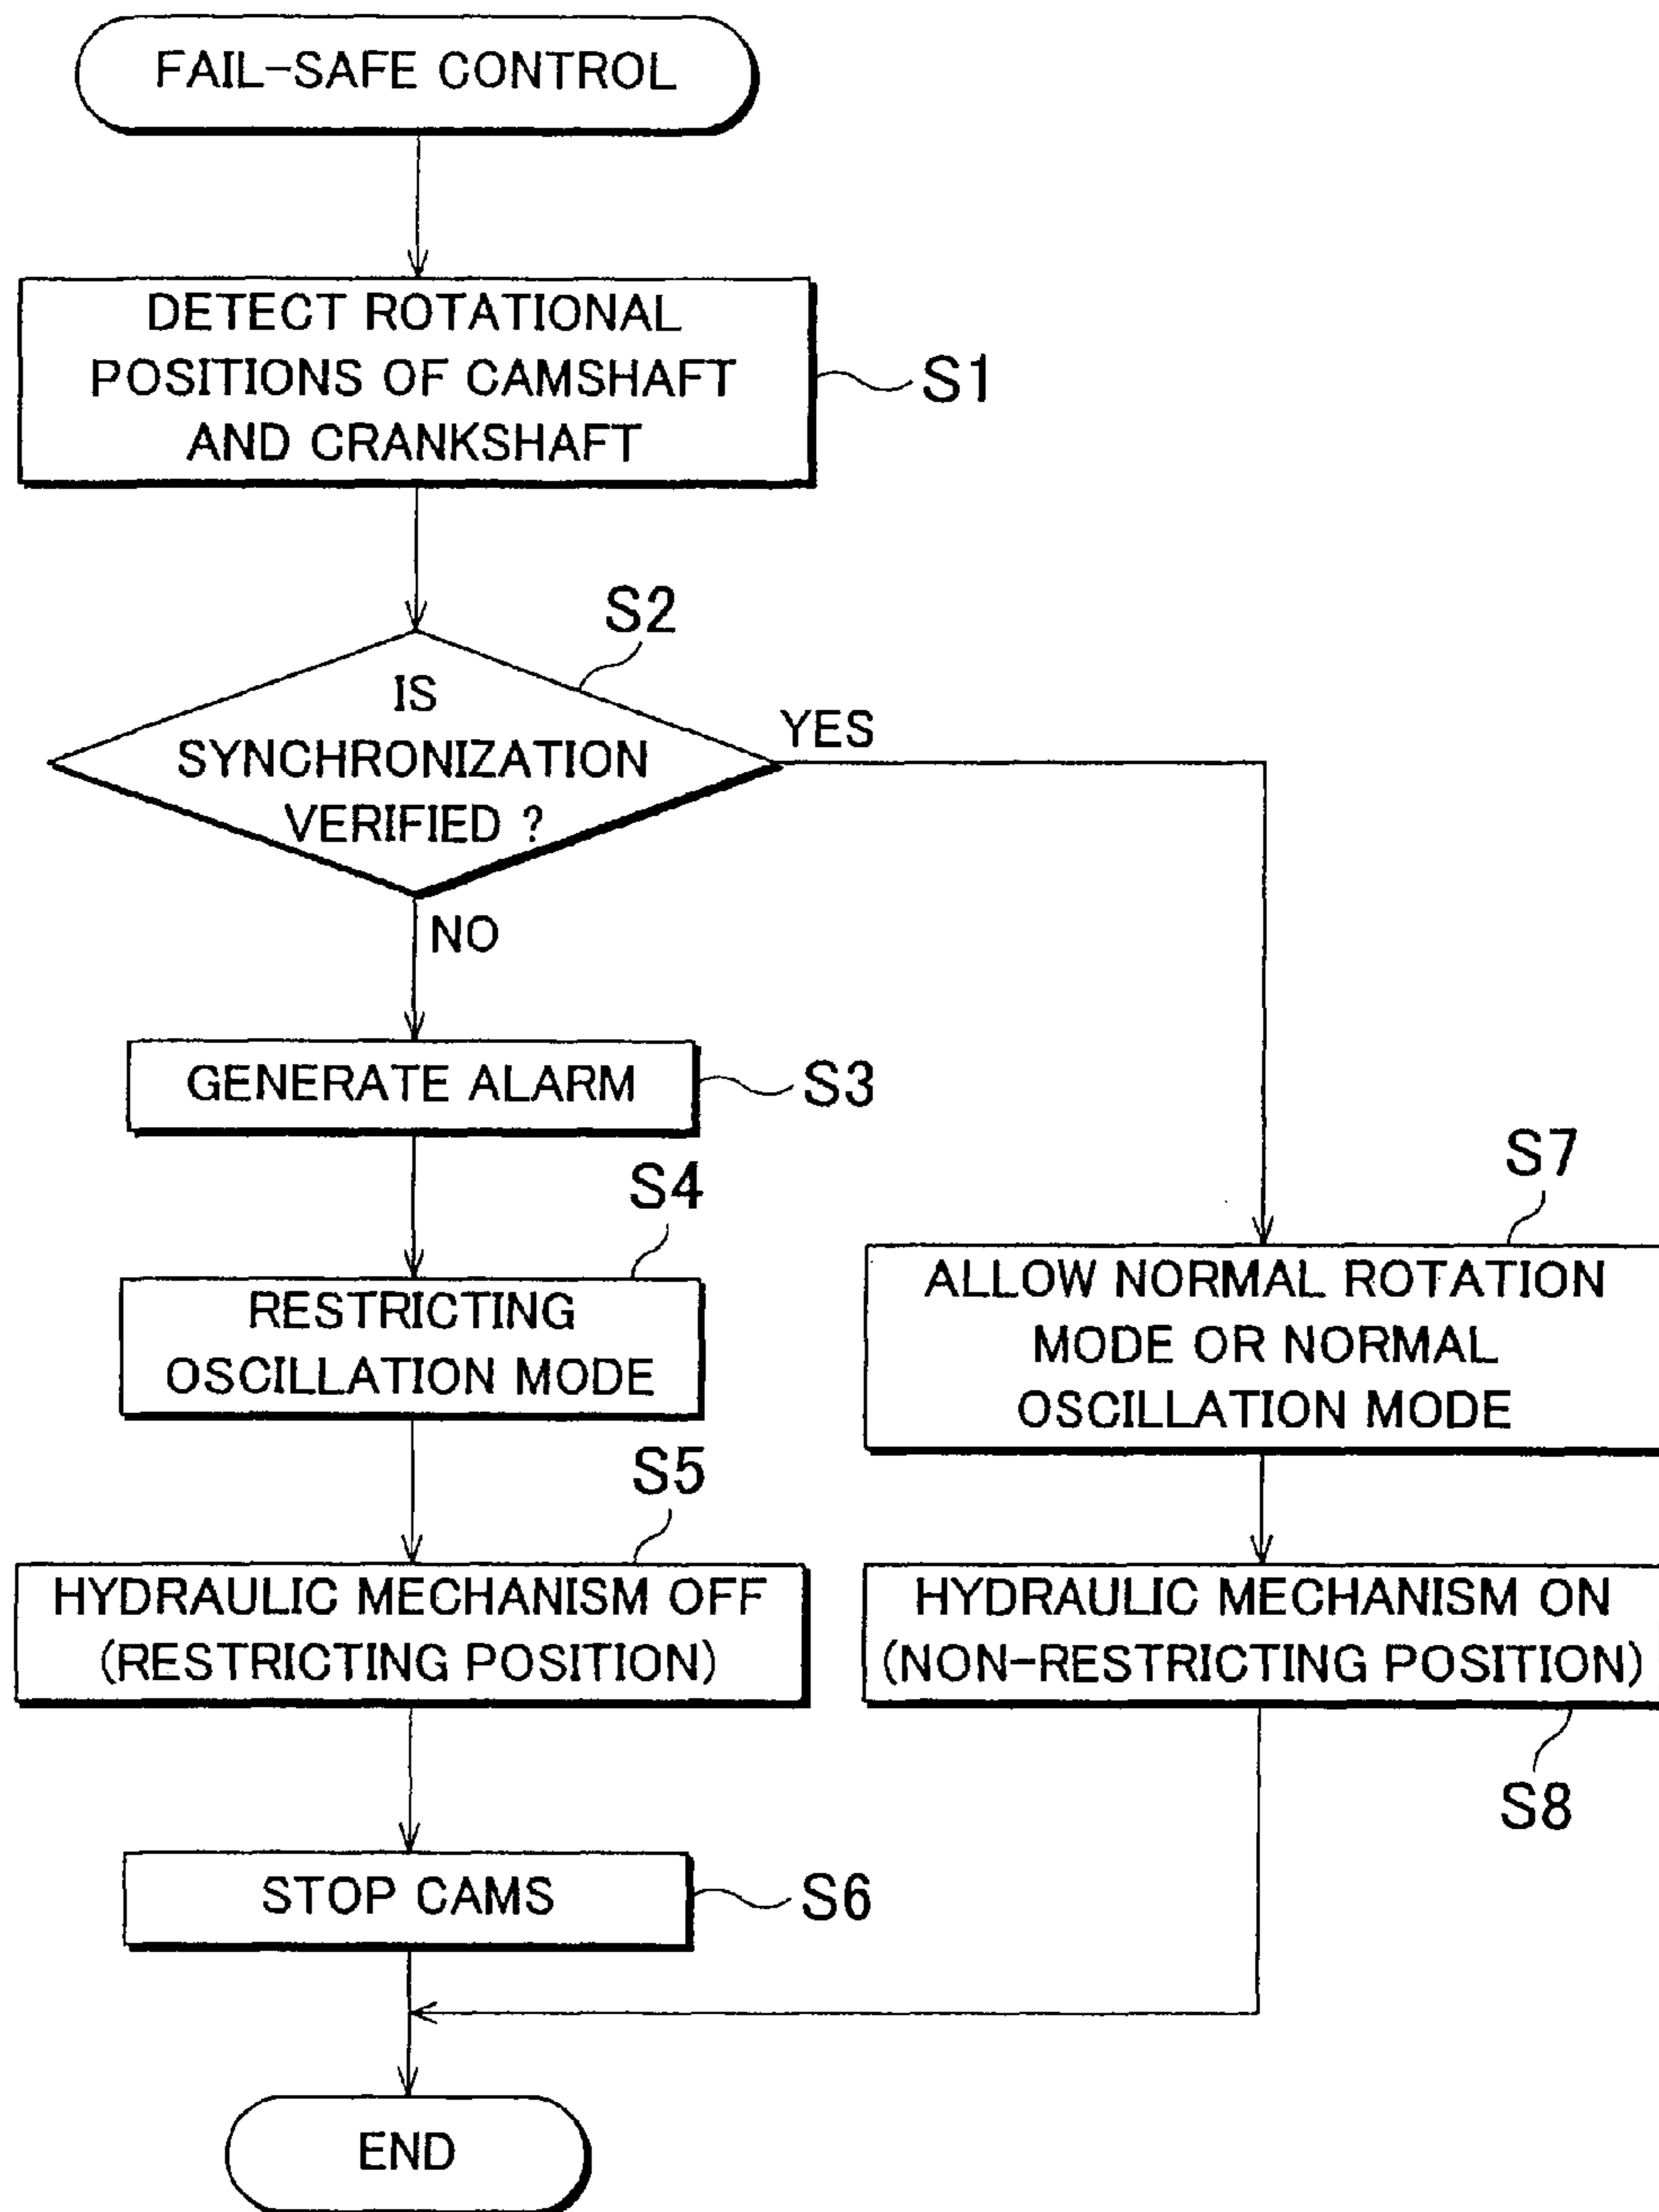 FAIL-SAFE CONTROL
DETECT ROTATIONAL
POSITIONS OF CAMSHAFT
AND CRANKSHAFT
S1
S2
IS
SYNCHRONIZATION
VERIFIED ?
YES
NO
GENERATE ALARM
S3
S4
RESTRICTING
OSCILLATION MODE
S7
ALLOW NORMAL ROTATION
MODE OR NORMAL
OSCILLATION MODE
S5
HYDRAULIC MECHANISM OFF
(RESTRICTING POSITION)
HYDRAULIC MECHANISM ON
(NON-RESTRICTING POSITION)
S8
STOP CAMS
S6
END